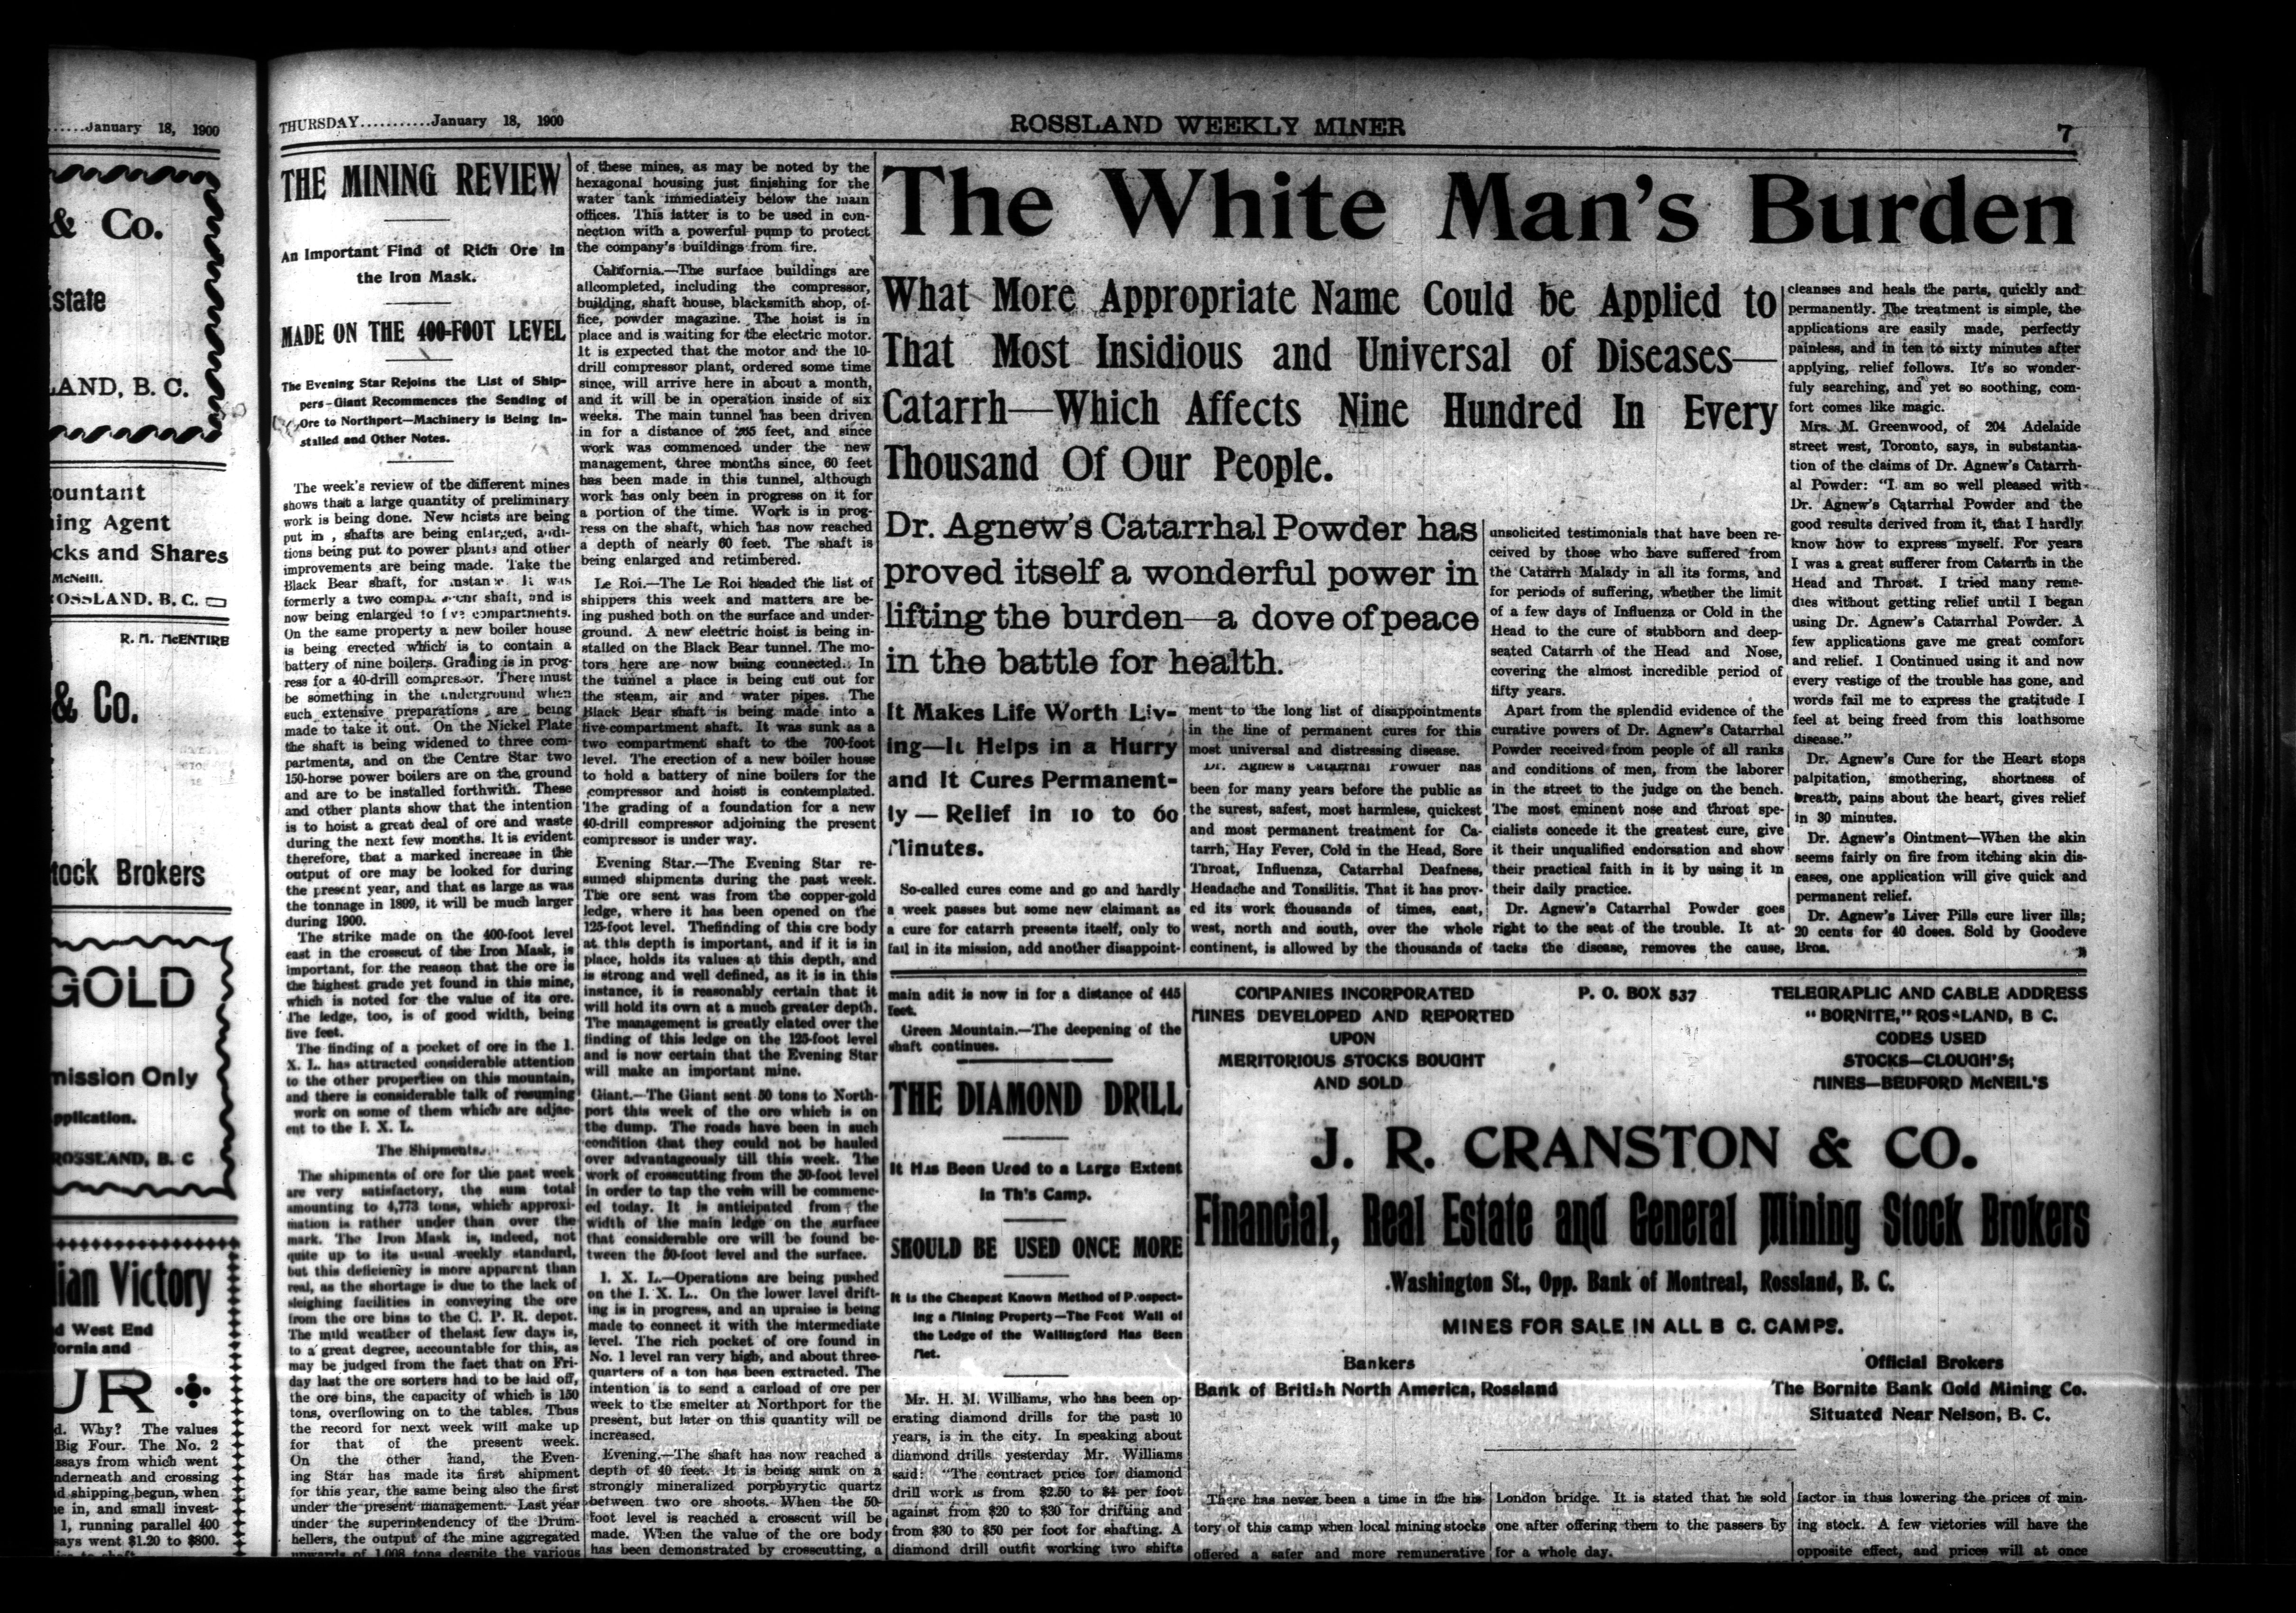 .....January 18, 1900
& Co.
state
LAND, B. C.
ountant
ing Agent
cks and Shares
McNeill.
OSSLAND, B. C.
R. M. McENTIRE
& Co.
tock Brokers
GOLD
mission Only
pplication.
ROSSLAND, B. C
lian Victory
d West End
fornia and
UR
d. Why? The values
Big Four. The No. 2
ssays from which went
nderneath and crossing
d shipping begun, when
e in, and small invest-
1, running parallel 400
says went $1.20 to $800.
THURSDAY...........January 18, 1900
ROSSLAND WEEKLY MINER
7
THE MINING REVIEW
An Important Find of Rich Ore in
the Iron Mask.
MADE ON THE 400-FOOT LEVEL
The Evening Star Rejoins the List of Ship-
pers—Giant Recommences the Sending of
Ore to Northport—Machinery is Being In-
stalled and Other Notes.
The week's review of the different mines
shows that a large quantity of preliminary
work is being done. New hoists are being
put in , shafts are being enlarged, addi-
tions being put to power plants and other
improvements are being made. Take the
Black Bear shaft, for instance. It was
formerly a two compartment shaft, and is
now being enlarged to five compartments.
On the same property a new boiler house
is being erected which is to contain a
battery of nine boilers. Grading is in prog-
ress for a 40-drill compressor. There must
be something in the underground when
such extensive preparations are being
made to take it out. On the Nickel Plate
the shaft is being widened to three com-
partments, and on the Centre Star two
150-horse power boilers are on the ground
and are to be installed forthwith. These
and other plants show that the intention
is to hoist a great deal of ore and waste
during the next few months. It is evident
therefore, that a marked increase in the
output of ore may be looked for during
the present year, and that as large as was
the tonnage in 1899, it will be much larger
during 1900.
The strike made on the 400-foot level
east in the crosscut of the Iron Mask, is
important, for the reason that the ore is
the highest grade yet found in this mine,
which is noted for the value of its ore.
The ledge, too, is of good width, being
five feet.
The finding of a pocket of ore in the I.
X. L. has attracted considerable attention
to the other properties on this mountain,
and there is considerable talk of resuming
work on some of them which are adjac-
ent to the I. X. L.
The Shipments.
The shipments of ore for the past week
are very satisfactory, the sum total
amounting to 4,773 tons, which approxi-
mation is rather under than over the
mark. The Iron Mask is, indeed, not
quite up to its usual weekly standard,
but this deficiency is more apparent than
real, as the shortage is due to the lack of
sleighing facilities in conveying the ore
from the ore bins to the C. P. R. depot.
The mild weather of thelast few days is,
to a great degree, accountable for this, as
may be judged from the fact that on Fri-
day last the ore sorters had to be laid off,
the ore bins, the capacity of which is 150
tons, overflowing on to the tables. Thus
the record for next week will make up
for that of the present week.
On the other hand, the Even-
ing Star has made its first shipment
for this year, the same being also the first
under the present management. Last year
under the superintendency of the Drum-
hellers, the output of the mine aggregated
upwards of 1,008 tons despite the various
of these mines, as may be noted by the
hexagonal housing just finishing for the
water tank immediately below the main
offices. This latter is to be used in con-
nection with a powerful pump to protect
the company's buildings from fire.
California.—The surface buildings are
allcompleted, including the compressor,
building, shaft house, blacksmith shop, of-
fice, powder magazine. The hoist is in
place and is waiting for the electric motor.
It is expected that the motor and the 10-
drill compressor plant, ordered some time
since, will arrive here in about a month,
and it will be in operation inside of six
weeks. The main tunnel has been driven
in for a distance of 265 feet, and since
work was commenced under the new
management, three months since, 60 feet
has been made in this tunnel, although
work has only been in progress on it for
a portion of the time. Work is in prog-
ress on the shaft, which has now reached
a depth of nearly 60 feet. The shaft is
being enlarged and retimbered.
Le Roi.—The Le Roi headed the list of
shippers this week and matters are be-
ing pushed both on the surface and under-
ground. A new electric hoist is being in-
stalled on the Black Bear tunnel. The mo-
tors here are now being connected. In
the tunnel a place is being cut out for
the steam, air and water pipes. The
Black Bear shaft is being made into a
five-compartment shaft. It was sunk as a
two compartment shaft to the 700-foot
level. The erection of a new boiler house
to hold a battery of nine boilers for the
compressor and hoist is contemplated.
The grading of a foundation for a new
40-drill compressor adjoining the present
compressor is under way.
Evening Star.—The Evening Star re-
sumed shipments during the past week.
The ore sent was from the copper-gold
ledge, where it has been opened on the
125-foot level. Thefinding of this ore body
at this depth is important, and if it is in
place, holds its values at this depth, and
is strong and well defined, as it is in this
instance, it is reasonably certain that it
will hold its own at a much greater depth.
The management is greatly elated over the
finding of this ledge on the 125-foot level
and is now certain that the Evening Star
will make an important mine.
Giant.—The Giant sent 50 tons to North-
port this week of the ore which is on
the dump. The roads have been in such
condition that they could not be hauled
over advantageously till this week. The
work of crosscutting from the 50-foot level
in order to tap the vein will be commenc-
ed today. It is anticipated from the
width of the main ledge on the surface
that considerable ore will be found be-
tween the 50-foot level and the surface.
I. X. L.—Operations are being pushed
on the I. X. L.. On the lower level drift-
ing is in progress, and an upraise is being
made to connect it with the intermediate
level. The rich pocket of ore found in
No. 1 level ran very high, and about three-
quarters of a ton has been extracted. The
intention is to send a carload of ore per
week to the smelter at Northport for the
present, but later on this quantity will be
increased.
Evening.—The shaft has now reached a
depth of 40 feet. It is being sunk on a
strongly mineralized porphyrytic quartz
between two ore shoots. When the 50-
foot level is reached a crosscut will be
made. When the value of the ore body
has been demonstrated by crosscutting, a
The White Man's Burden
What More Appropriate Name Could be Applied to
That Most Insidious and Universal of Diseases—
Catarrh—Which Affects Nine Hundred In Every
Thousand Of Our People.
Dr. Agnew's Catarrhal Powder has
proved itself a wonderful power in
lifting the burden—a dove of peace
in the battle for health.
It Makes Life Worth Liv-
ing—It Helps in a Hurry
and It Cures Permanent-
ly — Relief in 10 to 60
Minutes.
So-called cures come and go and hardly
a week passes but some new claimant as
a cure for catarrh presents itself, only to
fail in its mission, add another disappoint-
ment to the long list of disappointments
in the line of permanent cures for this
most universal and distressing disease.
Dr. Agnew's Catarrhal Powder has
been for many years before the public as
the surest, safest, most harmless, quickest
and most permanent treatment for Ca-
tarrh, Hay Fever, Cold in the Head, Sore
Throat, Influenza, Catarrhal Deafness,
Headache and Tonsilitis. That it has prov-
ed its work thousands of times, east,
west, north and south, over the whole
continent, is allowed by the thousands of
unsolicited testimonials that have been re-
ceived by those who have suffered from
the Catarrh Malady in all its forms, and
for periods of suffering, whether the limit
of a few days of Influenza or Cold in the
Head to the cure of stubborn and deep-
seated Catarrh of the Head and Nose,
covering the almost incredible period of
fifty years.
Apart from the splendid evidence of the
curative powers of Dr. Agnew's Catarrhal
Powder received from people of all ranks
and conditions of men, from the laborer
in the street to the judge on the bench.
The most eminent nose and throat spe-
cialists concede it the greatest cure, give
it their unqualified endorsation and show
their practical faith in it by using it in
their daily practice.
Dr. Agnew's Catarrhal Powder goes
right to the seat of the trouble. It at-
tacks the disease, removes the cause,
cleanses and heals the parts, quickly and
permanently. The treatment is simple, the
applications are easily made, perfectly
painless, and in ten to sixty minutes after
applying, relief follows. It's so wonder-
fuly searching, and yet so soothing, com-
fort comes like magic.
Mrs. M. Greenwood, of 204 Adelaide
street west, Toronto, says, in substantia-
tion of the claims of Dr. Agnew's Catarrh-
al Powder: "I am so well pleased with
Dr. Agnew's Catarrhal Powder and the
good results derived from it, that I hardly
know how to express myself. For years
I was a great sufferer from Catarrh in the
Head and Throat. I tried many reme-
dies without getting relief until I began
using Dr. Agnew's Catarrhal Powder. A
few applications gave me great comfort
and relief. I Continued using it and now
every vestige of the trouble has gone, and
words fail me to express the gratitude I
feel at being freed from this loathsome
disease."
Dr. Agnew's Cure for the Heart stops
palpitation, smothering, shortness of
breath, pains about the heart, gives relief
in 30 minutes.
Dr. Agnew's Ointment—When the skin
seems fairly on fire from itching skin dis-
eases, one application will give quick and
permanent relief.
Dr. Agnew's Liver Pills cure liver ills;
20 cents for 40 doses. Sold by Goodeve
Bros.
main adit is now in for a distance of 445
feet.
Green Mountain.—The deepening of the
shaft continues.
THE DIAMOND DRILL
It Has Been Used to a Large Extent
in Th's Camp.
SHOULD BE USED ONCE MORE
It Is the Cheapest Known Method of Prospect-
ing a Mining Property—The Foot Wall of
the Ledge of the Wallingford Has Been
Met.
Mr. H. M. Williams, who has been op-
erating diamond drills for the past 10
years, is in the city. In speaking about
diamond drills yesterday Mr. Williams
said: "The contract price for diamond
drill work is from $2.50 to $4 per foot
against from $20 to $30 for drifting and
from $30 to $50 per foot for shafting. A
diamond drill outfit working two shifts
COMPANIES INCORPORATED
MINES DEVELOPED AND REPORTED
UPON
MERITORIOUS STOCKS BOUGHT
AND SOLD
P. O. BOX 537
TELEGRAPLIC AND CABLE ADDRESS
"BORNITE," ROSSLAND, B C.
CODES USED
STOCKS—CLOUGH'S;
MINES—BEDFORD McNEIL'S
J. R. CRANSTON & CO.
Financial, Real Estate and General Mining Stock Brokers
Washington St., Opp. Bank of Montreal, Rossland, B. C.
MINES FOR SALE IN ALL B C. CAMPS.
Bankers
Bank of British North America, Rossland
Official Brokers
The Bornite Bank Gold Mining Co.
Situated Near Nelson, B. C.
There has never been a time in the his-
tory of this camp when local mining stocks
offered a safer and more remunerative
London bridge. It is stated that he sold
one after offering them to the passers by
for a whole day.
factor in thus lowering the prices of min-
ing stock. A few victories will have the
opposite effect, and prices will at once